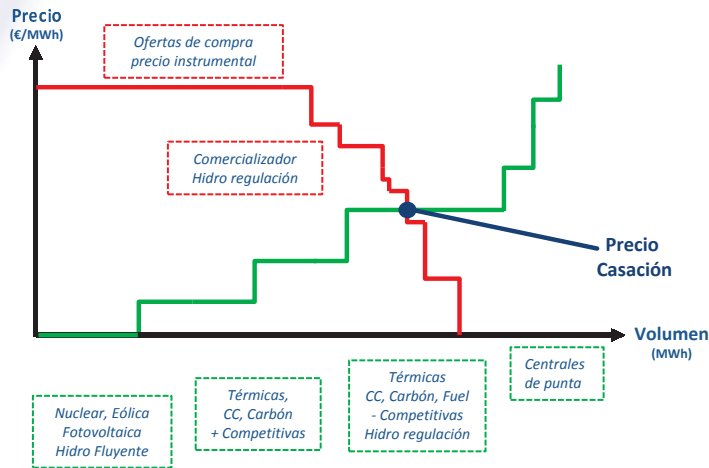 Precio
(€/MWh)
Ofertas de compra
precio instrumental
Comercializador
Hidro regulación
Precio
Casación
Volumen
(MWh)
Nuclear, Eólica
Fotovoltaica
Hidro Fluyente
Térmicas,
CC, Carbón
+ Competitivas
Térmicas
CC, Carbón, Fuel
- Competitivas
Hidro regulación
Centrales
de punta